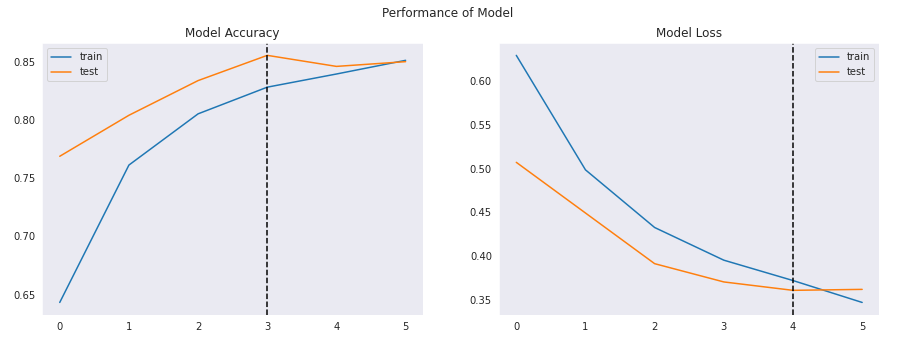 Performance of Model
Model Accuracy
train
test
0.85
0.80
0.75
0.70
0.65
0 1 2 3 4 5
Model Loss
train
test
0.60
0.55
0.50
0.45
0.40
0.35
0 1 2 3 4 5